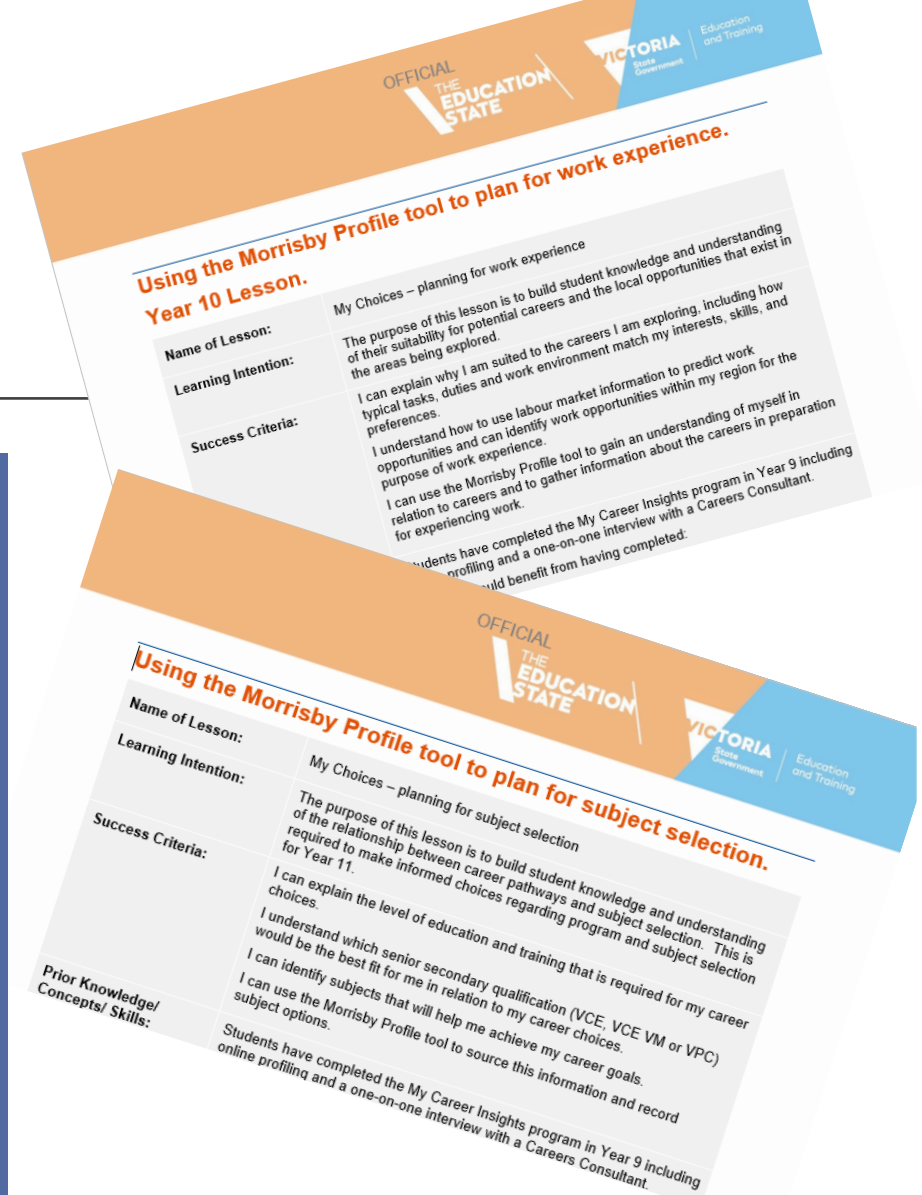 OFFICIAL
THE
EDUCATION
STATE
VICTORIA
State
Government
Education
and Training
Using the Morrisby Profile tool to plan for work experience.
Year 10 Lesson.
Name of Lesson:
My Choices – planning for work experience
Learning Intention:
The purpose of this lesson is to build student knowledge and understanding
of their suitability for potential careers and the local opportunities that exist in
the areas being explored.
Success Criteria:
I can explain why I am suited to the careers I am exploring, including how
typical tasks, duties and work environment match my interests, skills, and
preferences.
I understand how to use labour market information to predict work
opportunities and can identify work opportunities within my region for the
purpose of work experience.
I can use the Morrisby Profile tool to gain an understanding of myself in
relation to careers and to gather information about the careers in preparation
for experiencing work.
udents have completed the My Career Insights program in Year 9 including
profiling and a one-on-one interview with a Careers Consultant.
uld benefit from having completed:
OFFICIAL
THE
EDUCATION
STATE
VICTORIA
State
Government
Education
and Training
Using the Morrisby Profile tool to plan for subject selection.
Name of Lesson:
My Choices – planning for subject selection
Learning Intention:
The purpose of this lesson is to build student knowledge and understanding
of the relationship between career pathways and subject selection. This is
required to make informed choices regarding program and subject selection
for Year 11.
Success Criteria:
I can explain the level of education and training that is required for my career
choices.
I understand which senior secondary qualification (VCE, VCE VM or VPC)
would be the best fit for me in relation to my career choices.
I can identify subjects that will help me achieve my career goals.
I can use the Morrisby Profile tool to source this information and record
subject options.
Prior Knowledge/
Concepts/ Skills:
Students have completed the My Career Insights program in Year 9 including
online profiling and a one-on-one interview with a Careers Consultant.